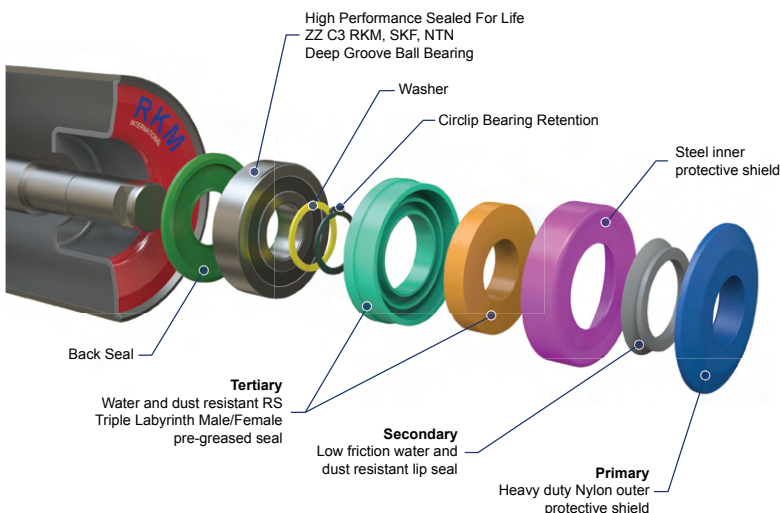 High Performance Sealed For Life
ZZ C3 RKM, SKF, NTN
Deep Groove Ball Bearing
Washer
Circlip Bearing Retention
Steel inner
protective shield
RKM
INTERNATIONAL
Back Seal
Tertiary
Water and dust resistant RS
Triple Labyrinth Male/Female
pre-greased seal
Secondary
Low friction water and
dust resistant lip seal
Primary
Heavy duty Nylon outer
protective shield